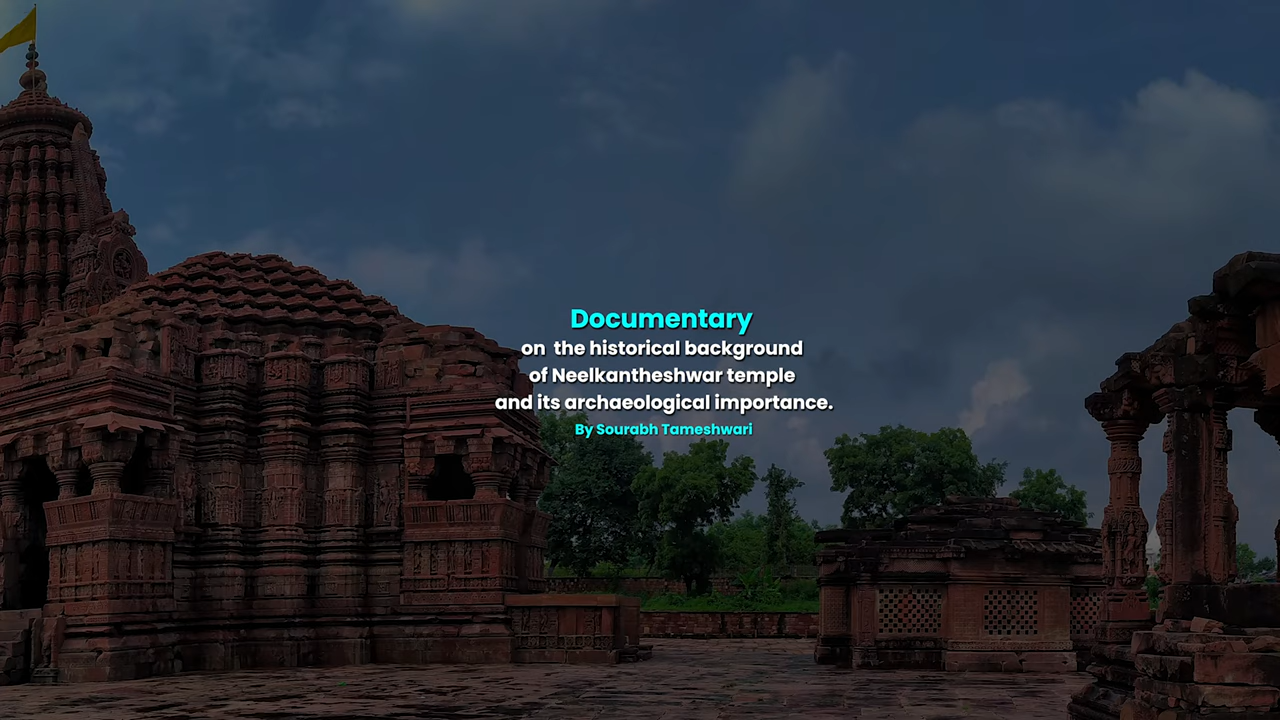 Documentary
on  the historical background
of Neelkantheshwar temple
and its archaeological importance.
By Sourabh Tameshwari